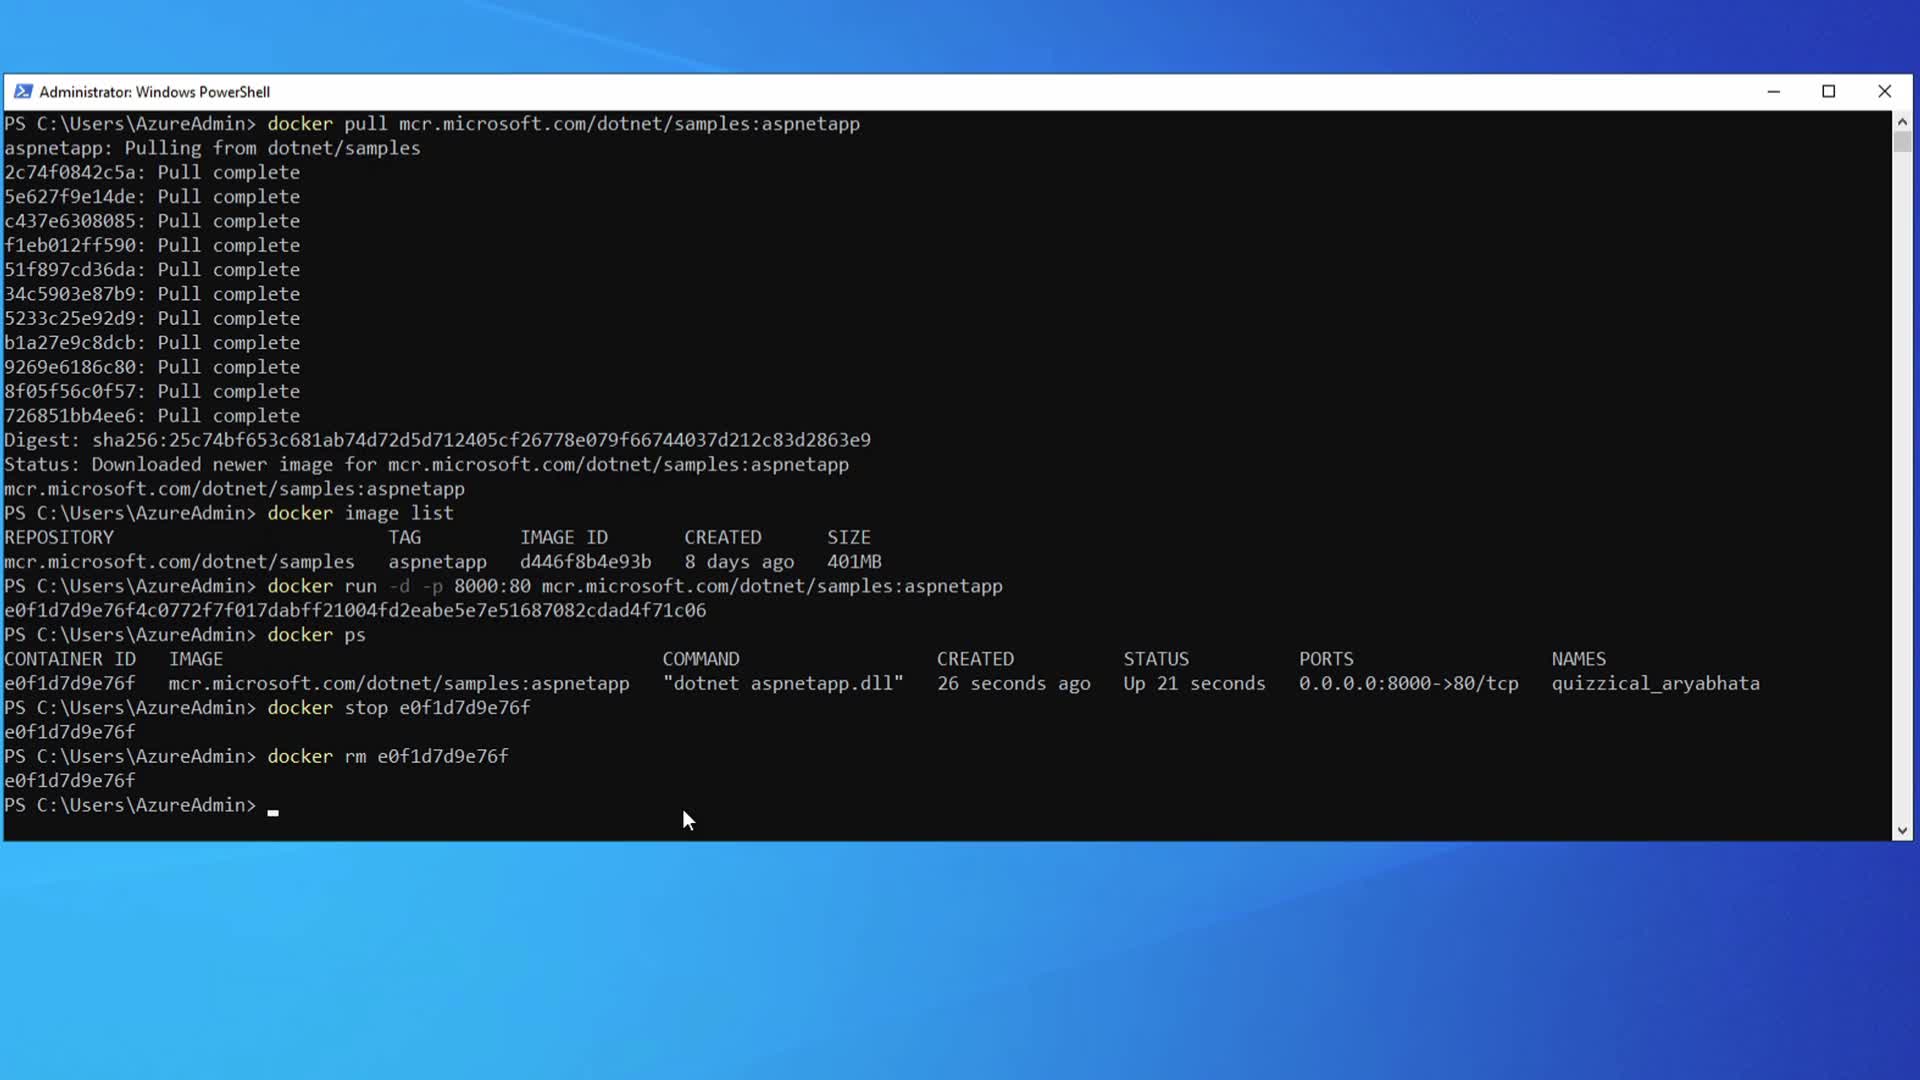 Administrator: Windows PowerShell
PS C:\Users\AzureAdmin> docker pull mcr.microsoft.com/dotnet/samples:aspnetapp
aspnetapp: Pulling from dotnet/samples
2c74f0842c5a: Pull complete
5e627f9e14de: Pull complete
c437e6308085: Pull complete
f1eb012ff590: Pull complete
51f897cd36da: Pull complete
34c5903e87b9: Pull complete
5233c25e92d9: Pull complete
b1a27e9c8dcb: Pull complete
9269e6186c80: Pull complete
8f05f56c0f57: Pull complete
726851bb4ee6: Pull complete
Digest: sha256:25c74bf653c681ab74d72d5d712405cf26778e079f66744037d212c83d2863e9
Status: Downloaded newer image for mcr.microsoft.com/dotnet/samples:aspnetapp
mcr.microsoft.com/dotnet/samples:aspnetapp
PS C:\Users\AzureAdmin> docker image list
REPOSITORY                         TAG         IMAGE ID       CREATED      SIZE
mcr.microsoft.com/dotnet/samples   aspnetapp   d446f8b4e93b   8 days ago   401MB
PS C:\Users\AzureAdmin> docker run -d -p 8000:80 mcr.microsoft.com/dotnet/samples:aspnetapp
e0f1d7d9e76f4c0772f7f017dabff21004fd2eabe5e7e51687082cdad4f71c06
PS C:\Users\AzureAdmin> docker ps
CONTAINER ID   IMAGE                                        COMMAND                  CREATED          STATUS          PORTS                  NAMES
e0f1d7d9e76f   mcr.microsoft.com/dotnet/samples:aspnetapp   "dotnet aspnetapp.dll"   26 seconds ago   Up 21 seconds   0.0.0.0:8000->80/tcp   quizzical_aryabhata
PS C:\Users\AzureAdmin> docker stop e0f1d7d9e76f
e0f1d7d9e76f
PS C:\Users\AzureAdmin> docker rm e0f1d7d9e76f
e0f1d7d9e76f
PS C:\Users\AzureAdmin>